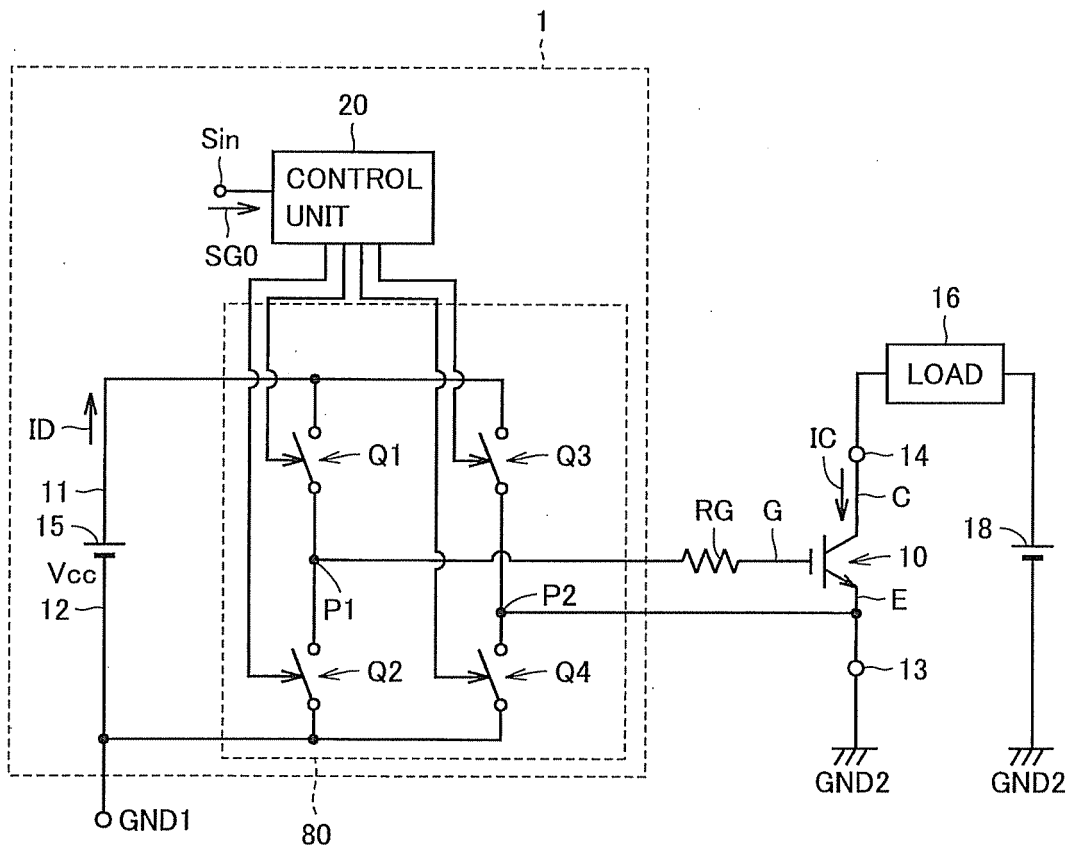 1
20
Sin
CONTROL
UNIT
SG0
16
LOAD
ID
Q1
Q3
IC
14
11
C
15
RG
G
18
10
Vcc
12
P1
P2
E
Q2
Q4
13
GND2
GND2
GND1
80